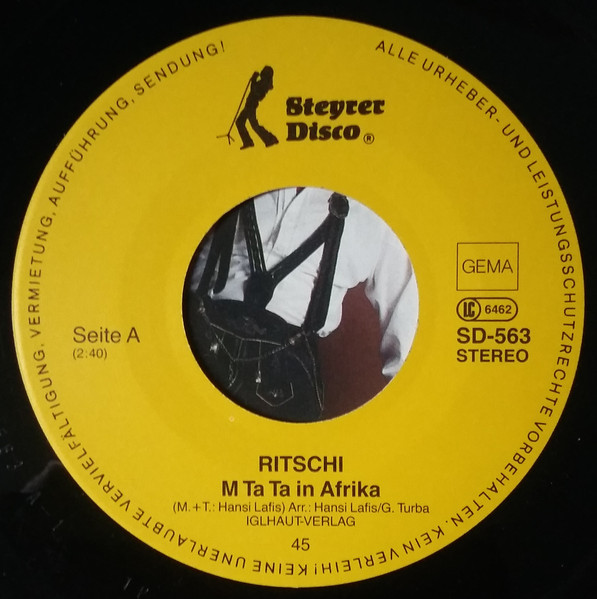 ALLE URHEBER- UND LEISTUNGSSCHUTZRECHTE VORBEHALTEN. KEIN VERLEIH! KEINE UNERLAUBTE VERVIELFÄLTIGUNG, VERMIETUNG, AUFFÜHRUNG, SENDUNG!
Steyrer
Disco®
GEMA
LC 6462
SD-563
STEREO
Seite A
(2:40)
RITSCHI
M Ta Ta in Afrika
(M. + T.: Hansi Lafis) Arr.: Hansi Lafis/G. Turba
IGLHAUT-VERLAG
45